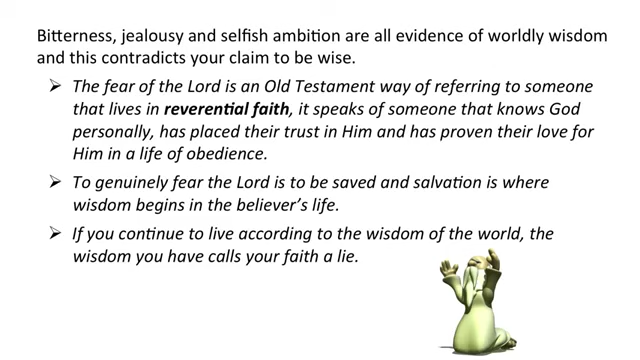 Bitterness, jealousy and selfish ambition are all evidence of worldly wisdom
and this contradicts your claim to be wise.
➢ The fear of the Lord is an Old Testament way of referring to someone
that lives in reverential faith, it speaks of someone that knows God
personally, has placed their trust in Him and has proven their love for
Him in a life of obedience.
➢ To genuinely fear the Lord is to be saved and salvation is where
wisdom begins in the believer’s life.
➢ If you continue to live according to the wisdom of the world, the
wisdom you have calls your faith a lie.